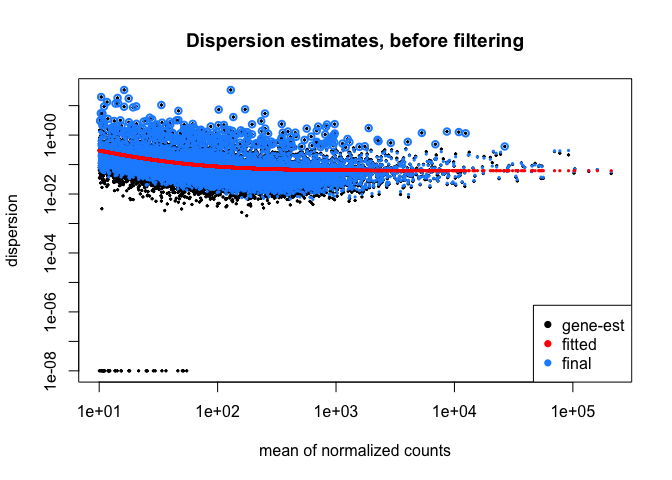 Dispersion estimates, before filtering
dispersion
1e+00
1e-02
1e-04
1e-06
1e-08
gene-est
fitted
final
1e+01 1e+02 1e+03 1e+04 1e+05
mean of normalized counts